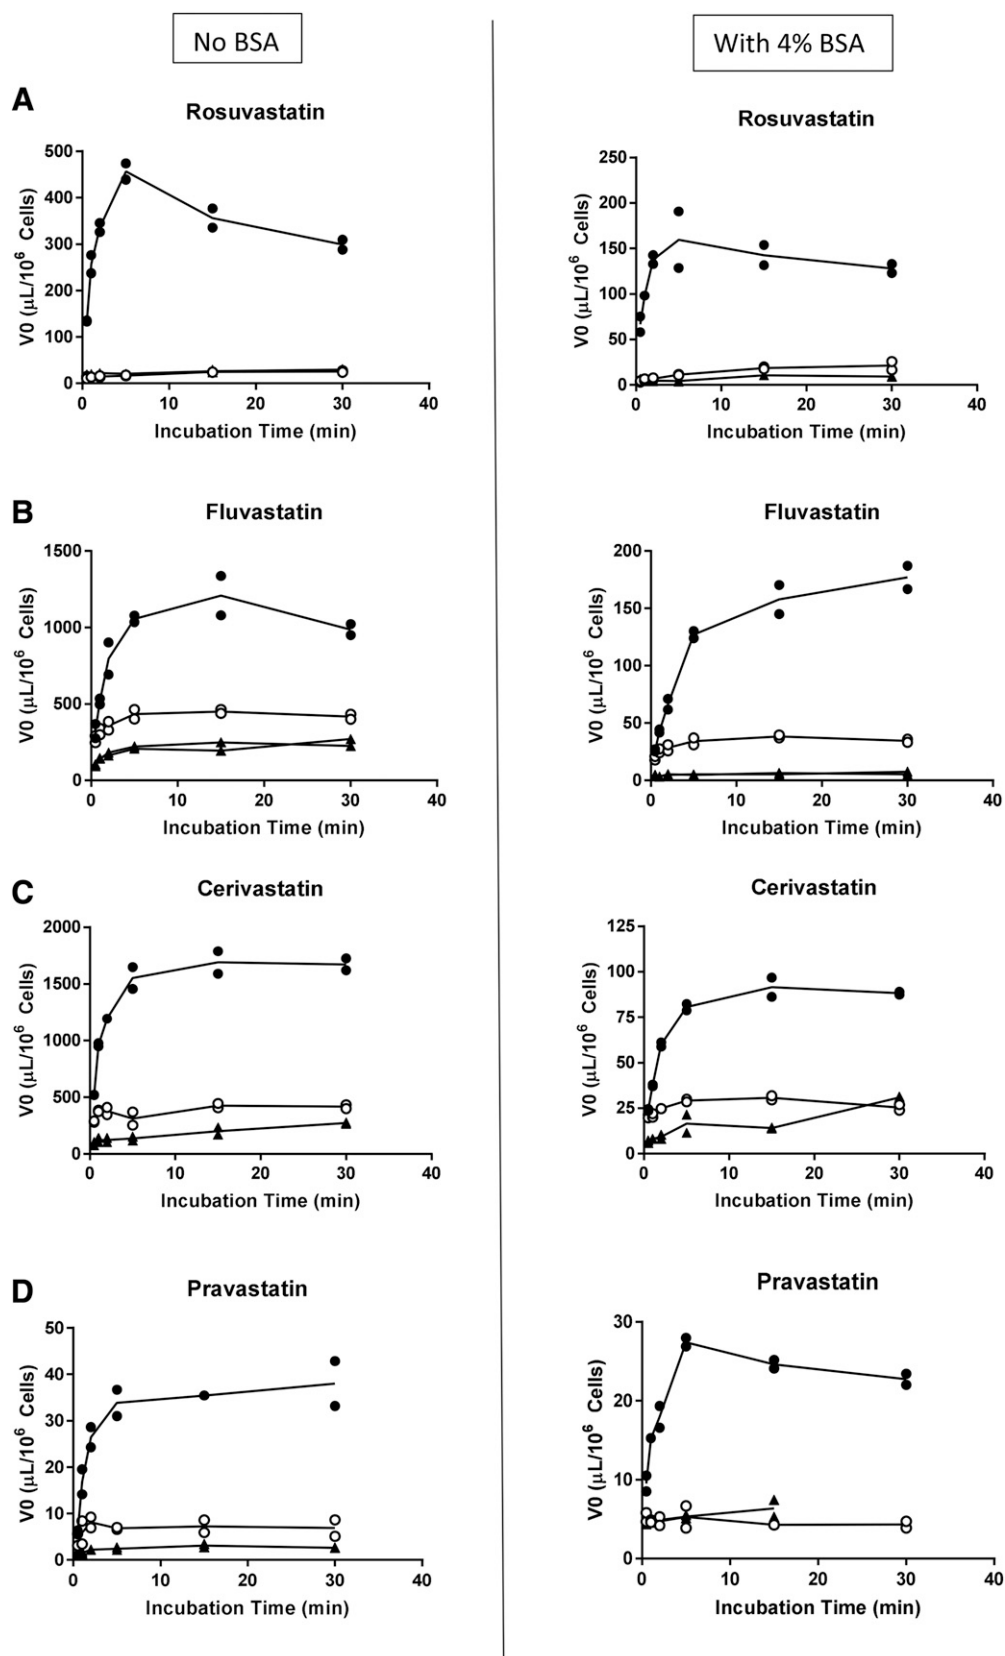 No BSA
With 4% BSA
A
Rosuvastatin
V0 (µL/10⁶ Cells)
500
400
300
200
100
0
0 10 20 30 40
Incubation Time (min)
Rosuvastatin
V0 (µL/10⁶ Cells)
250
200
150
100
50
0
0 10 20 30 40
Incubation Time (min)
B
Fluvastatin
V0 (µL/10⁶ Cells)
1500
1000
500
0
0 10 20 30 40
Incubation Time (min)
Fluvastatin
V0 (µL/10⁶ Cells)
200
150
100
50
0
0 10 20 30 40
Incubation Time (min)
C
Cerivastatin
V0 (µL/10⁶ Cells)
2000
1500
1000
500
0
0 10 20 30 40
Incubation Time (min)
Cerivastatin
V0 (µL/10⁶ Cells)
125
100
75
50
25
0
0 10 20 30 40
Incubation Time (min)
D
Pravastatin
V0 (µL/10⁶ Cells)
50
40
30
20
10
0
0 10 20 30 40
Incubation Time (min)
Pravastatin
V0 (µL/10⁶ Cells)
30
20
10
0
0 10 20 30 40
Incubation Time (min)